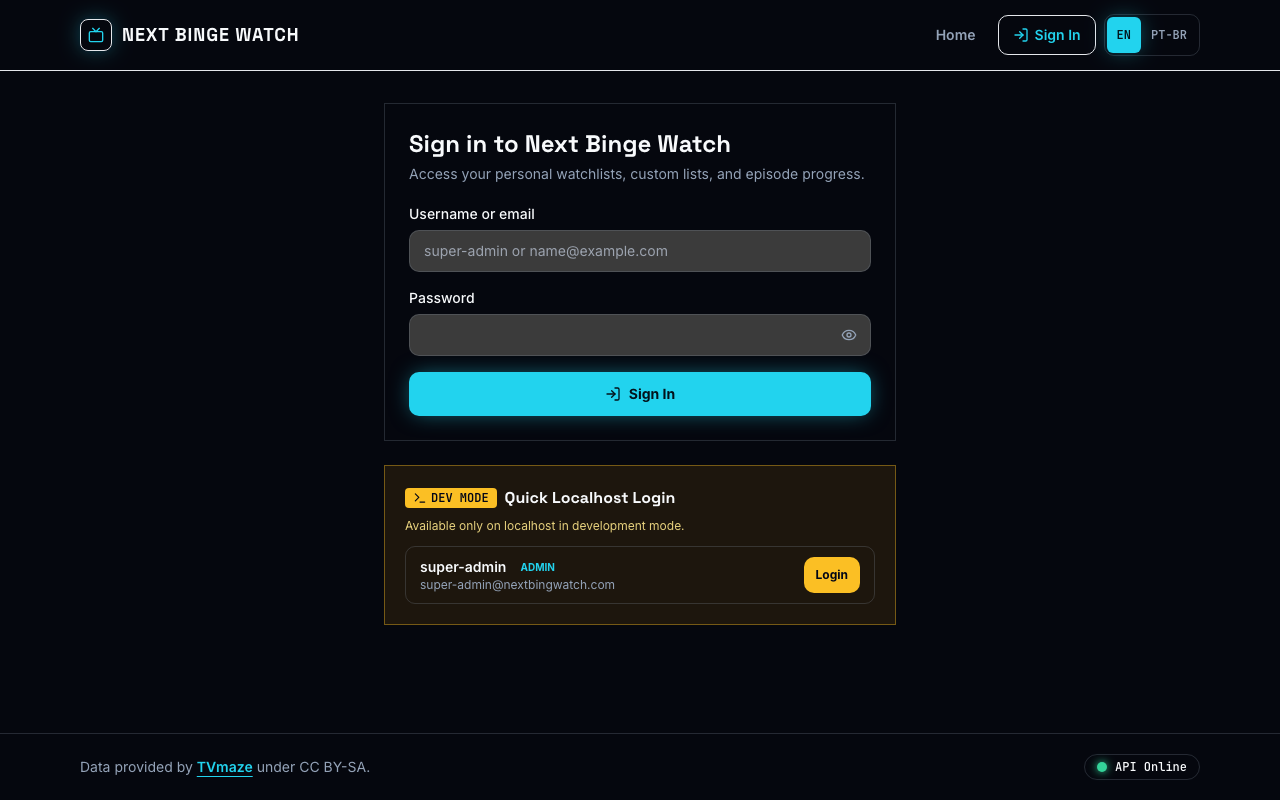 NEXT BINGE WATCH
Home
Sign In
EN
PT-BR
Sign in to Next Binge Watch
Access your personal watchlists, custom lists, and episode progress.
Username or email
super-admin or name@example.com
Password
Sign In
DEV MODE
Quick Localhost Login
Available only on localhost in development mode.
super-admin ADMIN
super-admin@nextbingwatch.com
Login
Data provided by TVmaze under CC BY-SA.
API Online